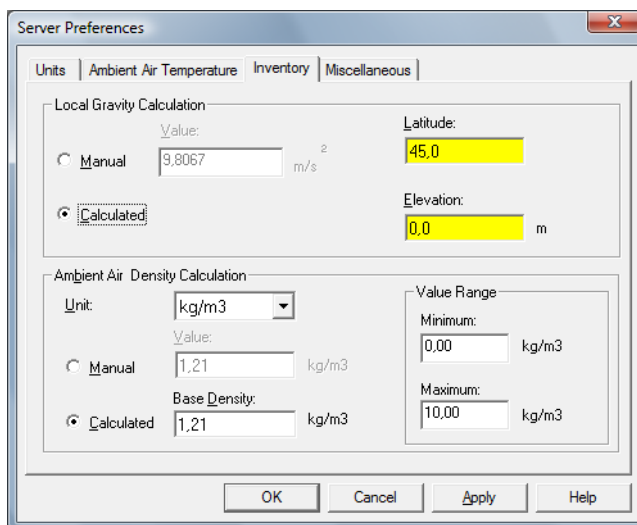 Server Preferences
Units
Ambient Air Temperature
Inventory
Miscellaneous
Local Gravity Calculation
Value:
Manual
9,8067
m/s 2
Latitude:
45,0
Calculated
Elevation:
0,0 m
Ambient Air Density Calculation
Unit:
kg/m3
Value:
Manual
1,21
kg/m3
Base Density:
Calculated
1,21
kg/m3
Value Range
Minimum:
0,00 kg/m3
Maximum:
10,00 kg/m3
OK
Cancel
Apply
Help